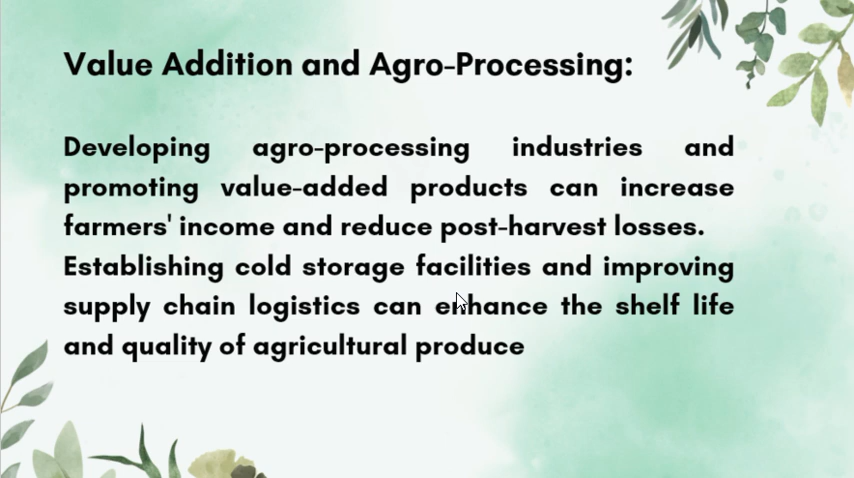 Value Addition and Agro-Processing:
Developing agro-processing industries and
promoting value-added products can increase
farmers' income and reduce post-harvest losses.
Establishing cold storage facilities and improving
supply chain logistics can enhance the shelf life
and quality of agricultural produce